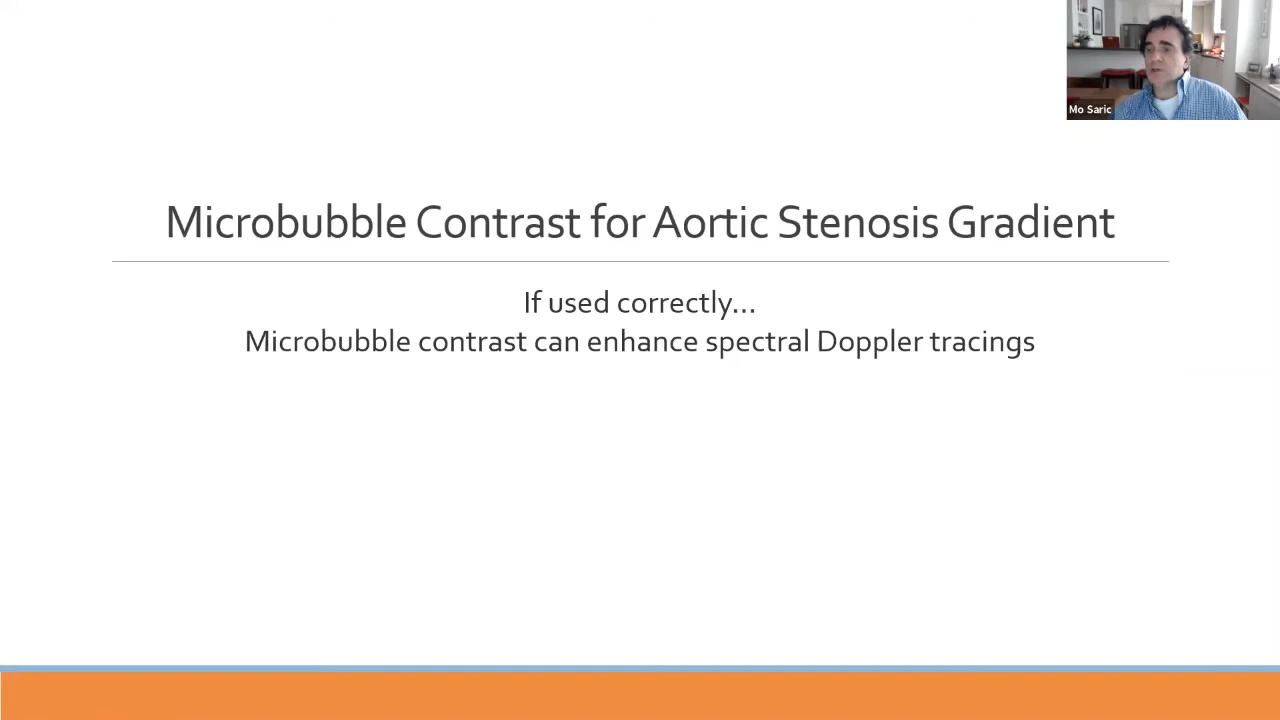 Mo Saric
Microbubble Contrast for Aortic Stenosis Gradient
If used correctly...
Microbubble contrast can enhance spectral Doppler tracings